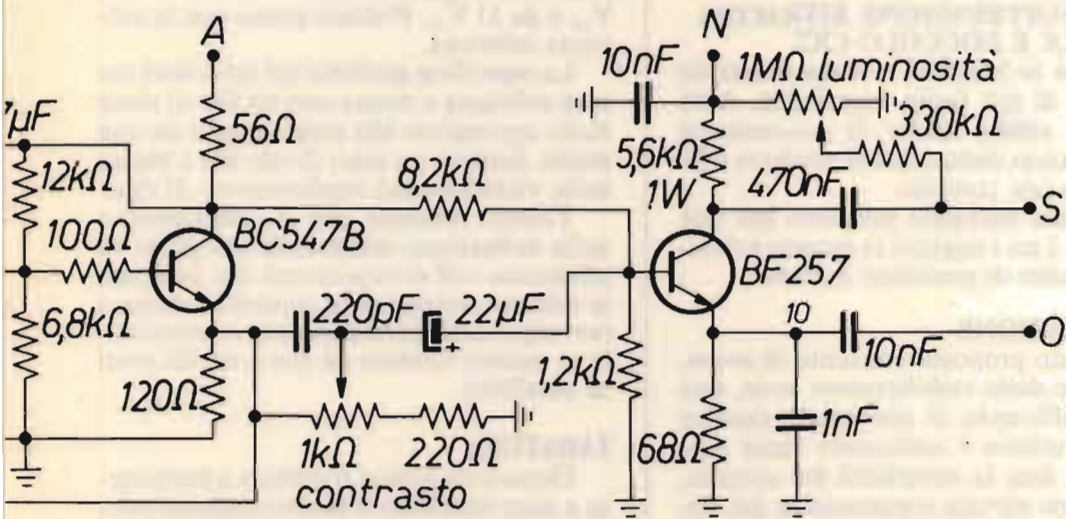 A
N
10nF
1MΩ luminosità
µF
56Ω
330kΩ
12kΩ
8,2kΩ
5,6kΩ
1W
470nF
S
100Ω
BC547B
BF257
220pF
22µF
+
10
O
10nF
6,8kΩ
120Ω
1,2kΩ
1kΩ
220Ω
68Ω
1nF
contrasto